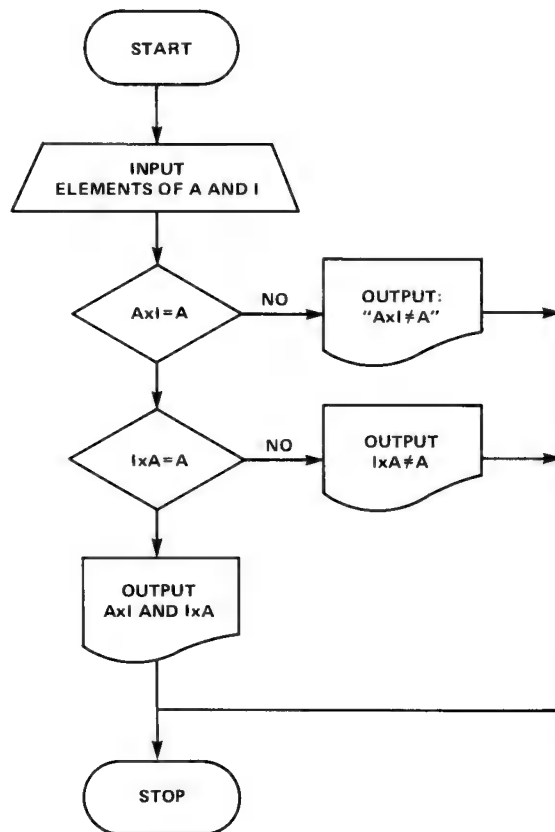 START
INPUT
ELEMENTS OF A AND I
AxI=A
NO
OUTPUT:
"AxI≠A"
IxA=A
NO
OUTPUT
IxA≠A
OUTPUT
AxI AND IxA
STOP